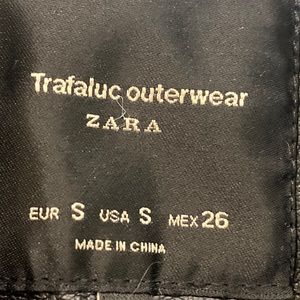 Trafaluc outerwear
ZARA
EUR S USA S MEX 26
MADE IN CHINA